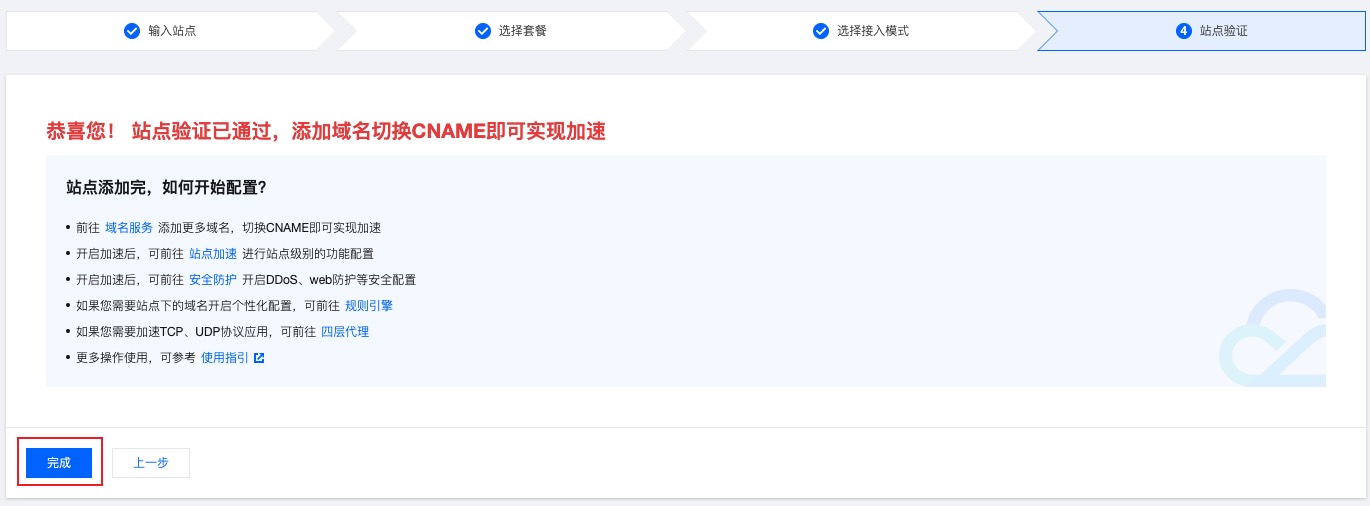 输入站点
选择套餐
选择接入模式
4 站点验证
恭喜您！ 站点验证已通过，添加域名切换CNAME即可实现加速
站点添加完，如何开始配置？
• 前往 域名服务 添加更多域名，切换CNAME即可实现加速
• 开启加速后，可前往 站点加速 进行站点级别的功能配置
• 开启加速后，可前往 安全防护 开启DDoS、web防护等安全配置
• 如果您需要站点下的域名开启个性化配置，可前往 规则引擎
• 如果您需要加速TCP、UDP协议应用，可前往 四层代理
• 更多操作使用，可参考 使用指引
完成
上一步